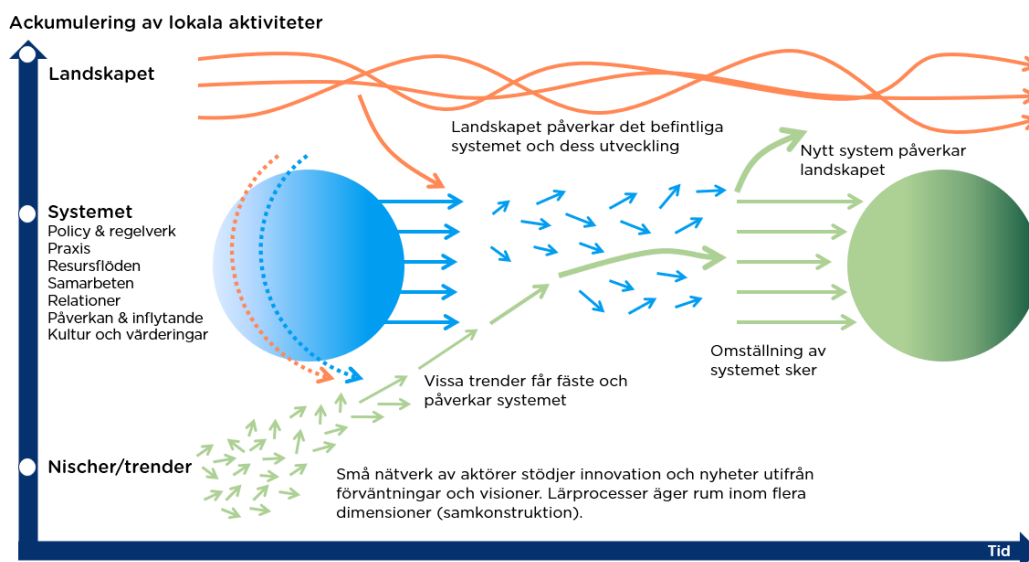 Ackumulering av lokala aktiviteter
Landskapet
Landskapet påverkar det befintliga
systemet och dess utveckling
Nytt system påverkar
landskapet
Systemet
Policy & regelverk
Praxis
Resursflöden
Samarbeten
Relationer
Påverkan & inflytande
Kultur och värderingar
Omställning av
systemet sker
Vissa trender får fäste och
påverkar systemet
Nischer/trender
Små nätverk av aktörer stödjer innovation och nyheter utifrån
förväntningar och visioner. Lärprocesser äger rum inom flera
dimensioner (samkonstruktion).
Tid